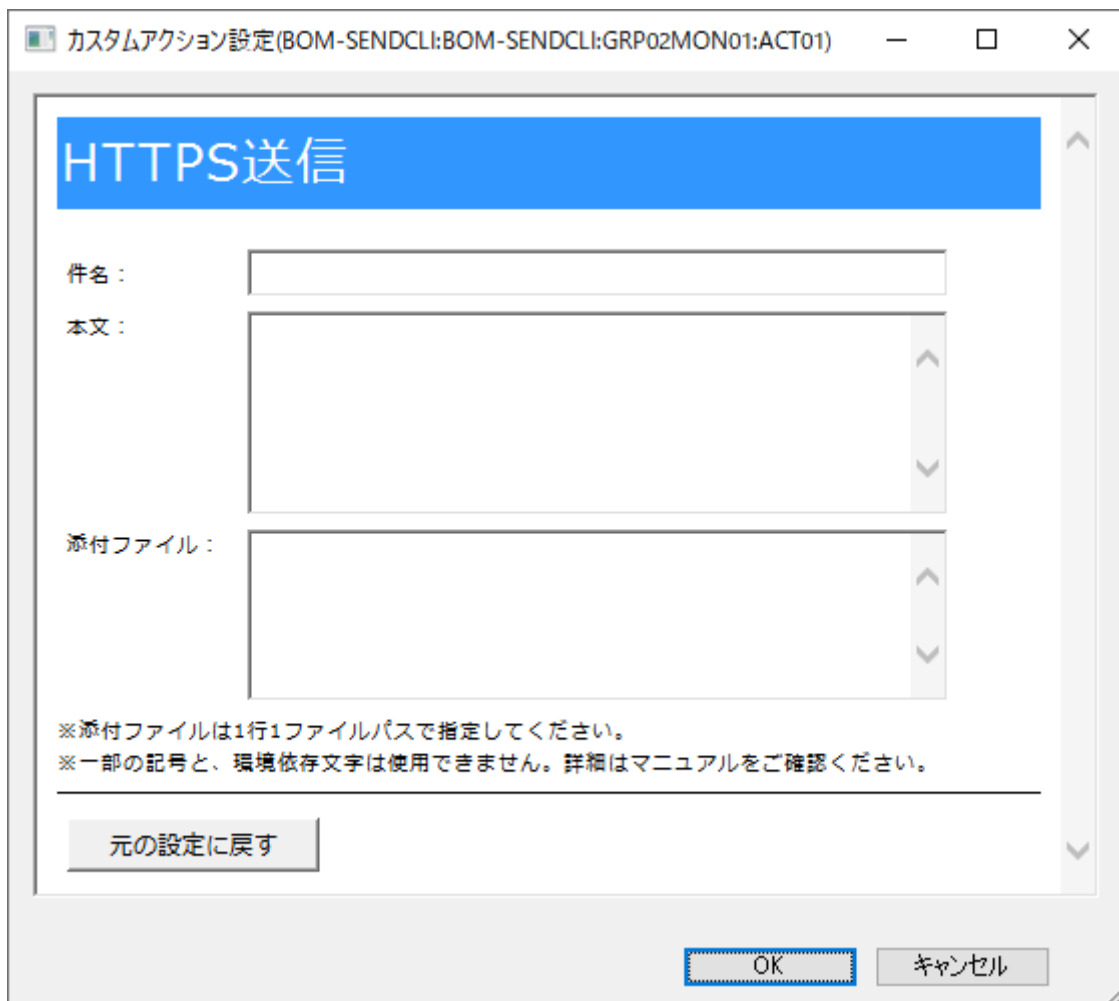 カスタムアクション設定(BOM-SENDCLI:BOM-SENDCLI:GRP02MON01:ACT01)
HTTPS送信
件名：
本文：
添付ファイル：
※添付ファイルは1行1ファイルパスで指定してください。
※一部の記号と、環境依存文字は使用できません。詳細はマニュアルをご確認ください。
元の設定に戻す
OK
キャンセル